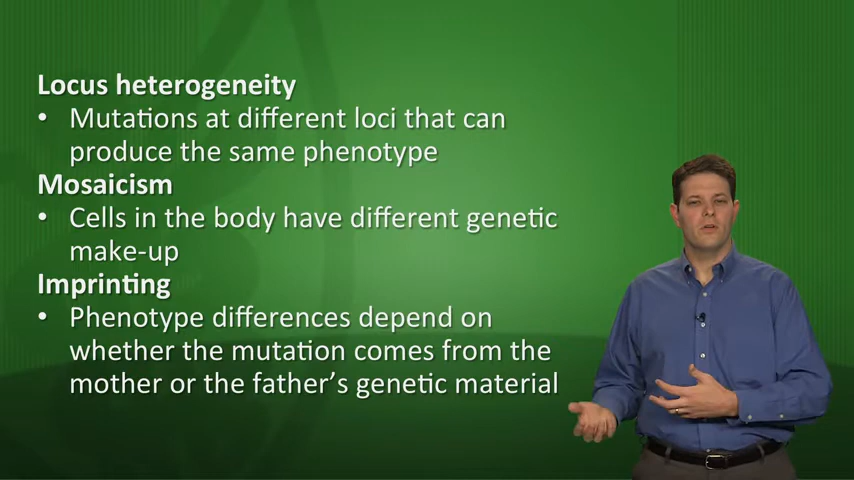 Locus heterogeneity
• Mutations at different loci that can
produce the same phenotype
Mosaicism
• Cells in the body have different genetic
make-up
Imprinting
• Phenotype differences depend on
whether the mutation comes from the
mother or the father's genetic material